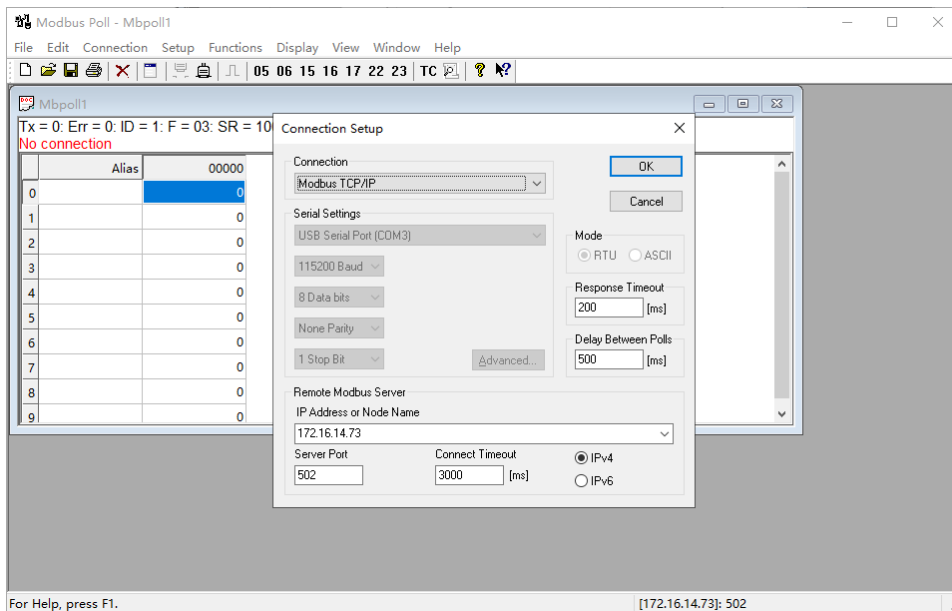 Modbus Poll - Mbpoll1
File Edit Connection Setup Functions Display View Window Help
05 06 15 16 17 22 23 TC
Mbpoll1
Tx = 0: Err = 0: ID = 1: F = 03: SR = 10
No connection
Alias 00000
0 0
1 0
2 0
3 0
4 0
5 0
6 0
7 0
8 0
9 0
Connection Setup
Connection
Modbus TCP/IP
OK
Cancel
Serial Settings
USB Serial Port (COM3)
115200 Baud
8 Data bits
None Parity
1 Stop Bit
Advanced...
Mode
RTU ASCII
Response Timeout
200 [ms]
Delay Between Polls
500 [ms]
Remote Modbus Server
IP Address or Node Name
172.16.14.73
Server Port Connect Timeout
502 3000 [ms]
IPv4
IPv6
For Help, press F1.
[172.16.14.73]: 502